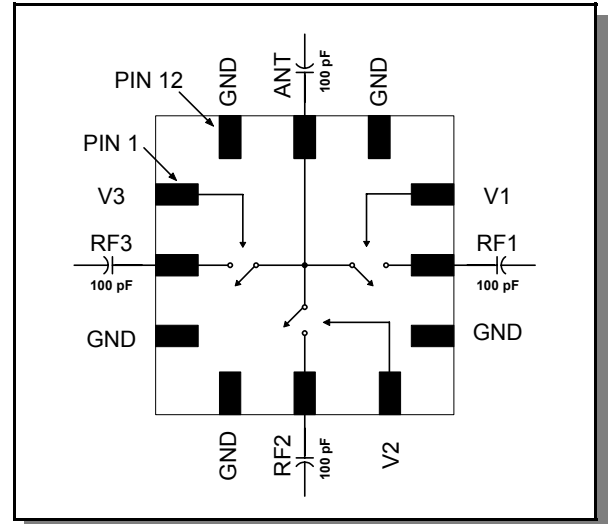 GND
ANT
100 pF
GND
PIN 12
PIN 1
V3
V1
RF3
RF1
100 pF
100 pF
GND
GND
GND
RF2
100 pF
V2